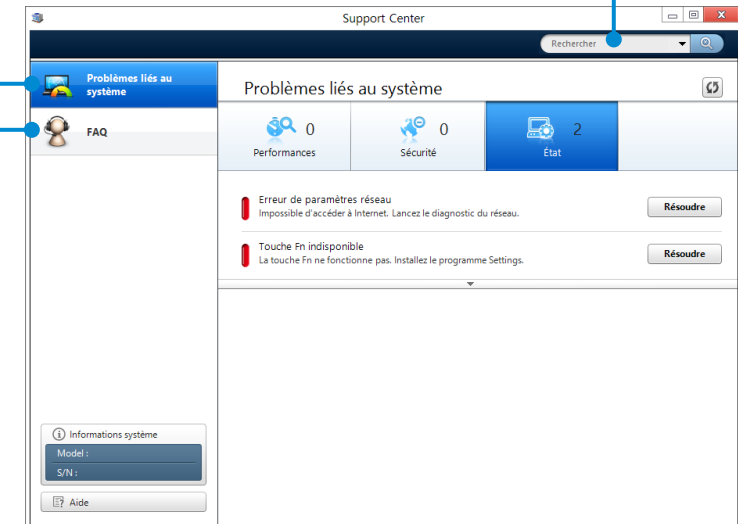 Support Center
Rechercher
Problèmes liés au
système
FAQ
Problèmes liés au système
0
Performances
0
Sécurité
2
État
Erreur de paramètres réseau
Impossible d'accéder à Internet. Lancez le diagnostic du réseau.
Résoudre
Touche Fn indisponible
La touche Fn ne fonctionne pas. Installez le programme Settings.
Résoudre
Informations système
Model :
S/N :
Aide